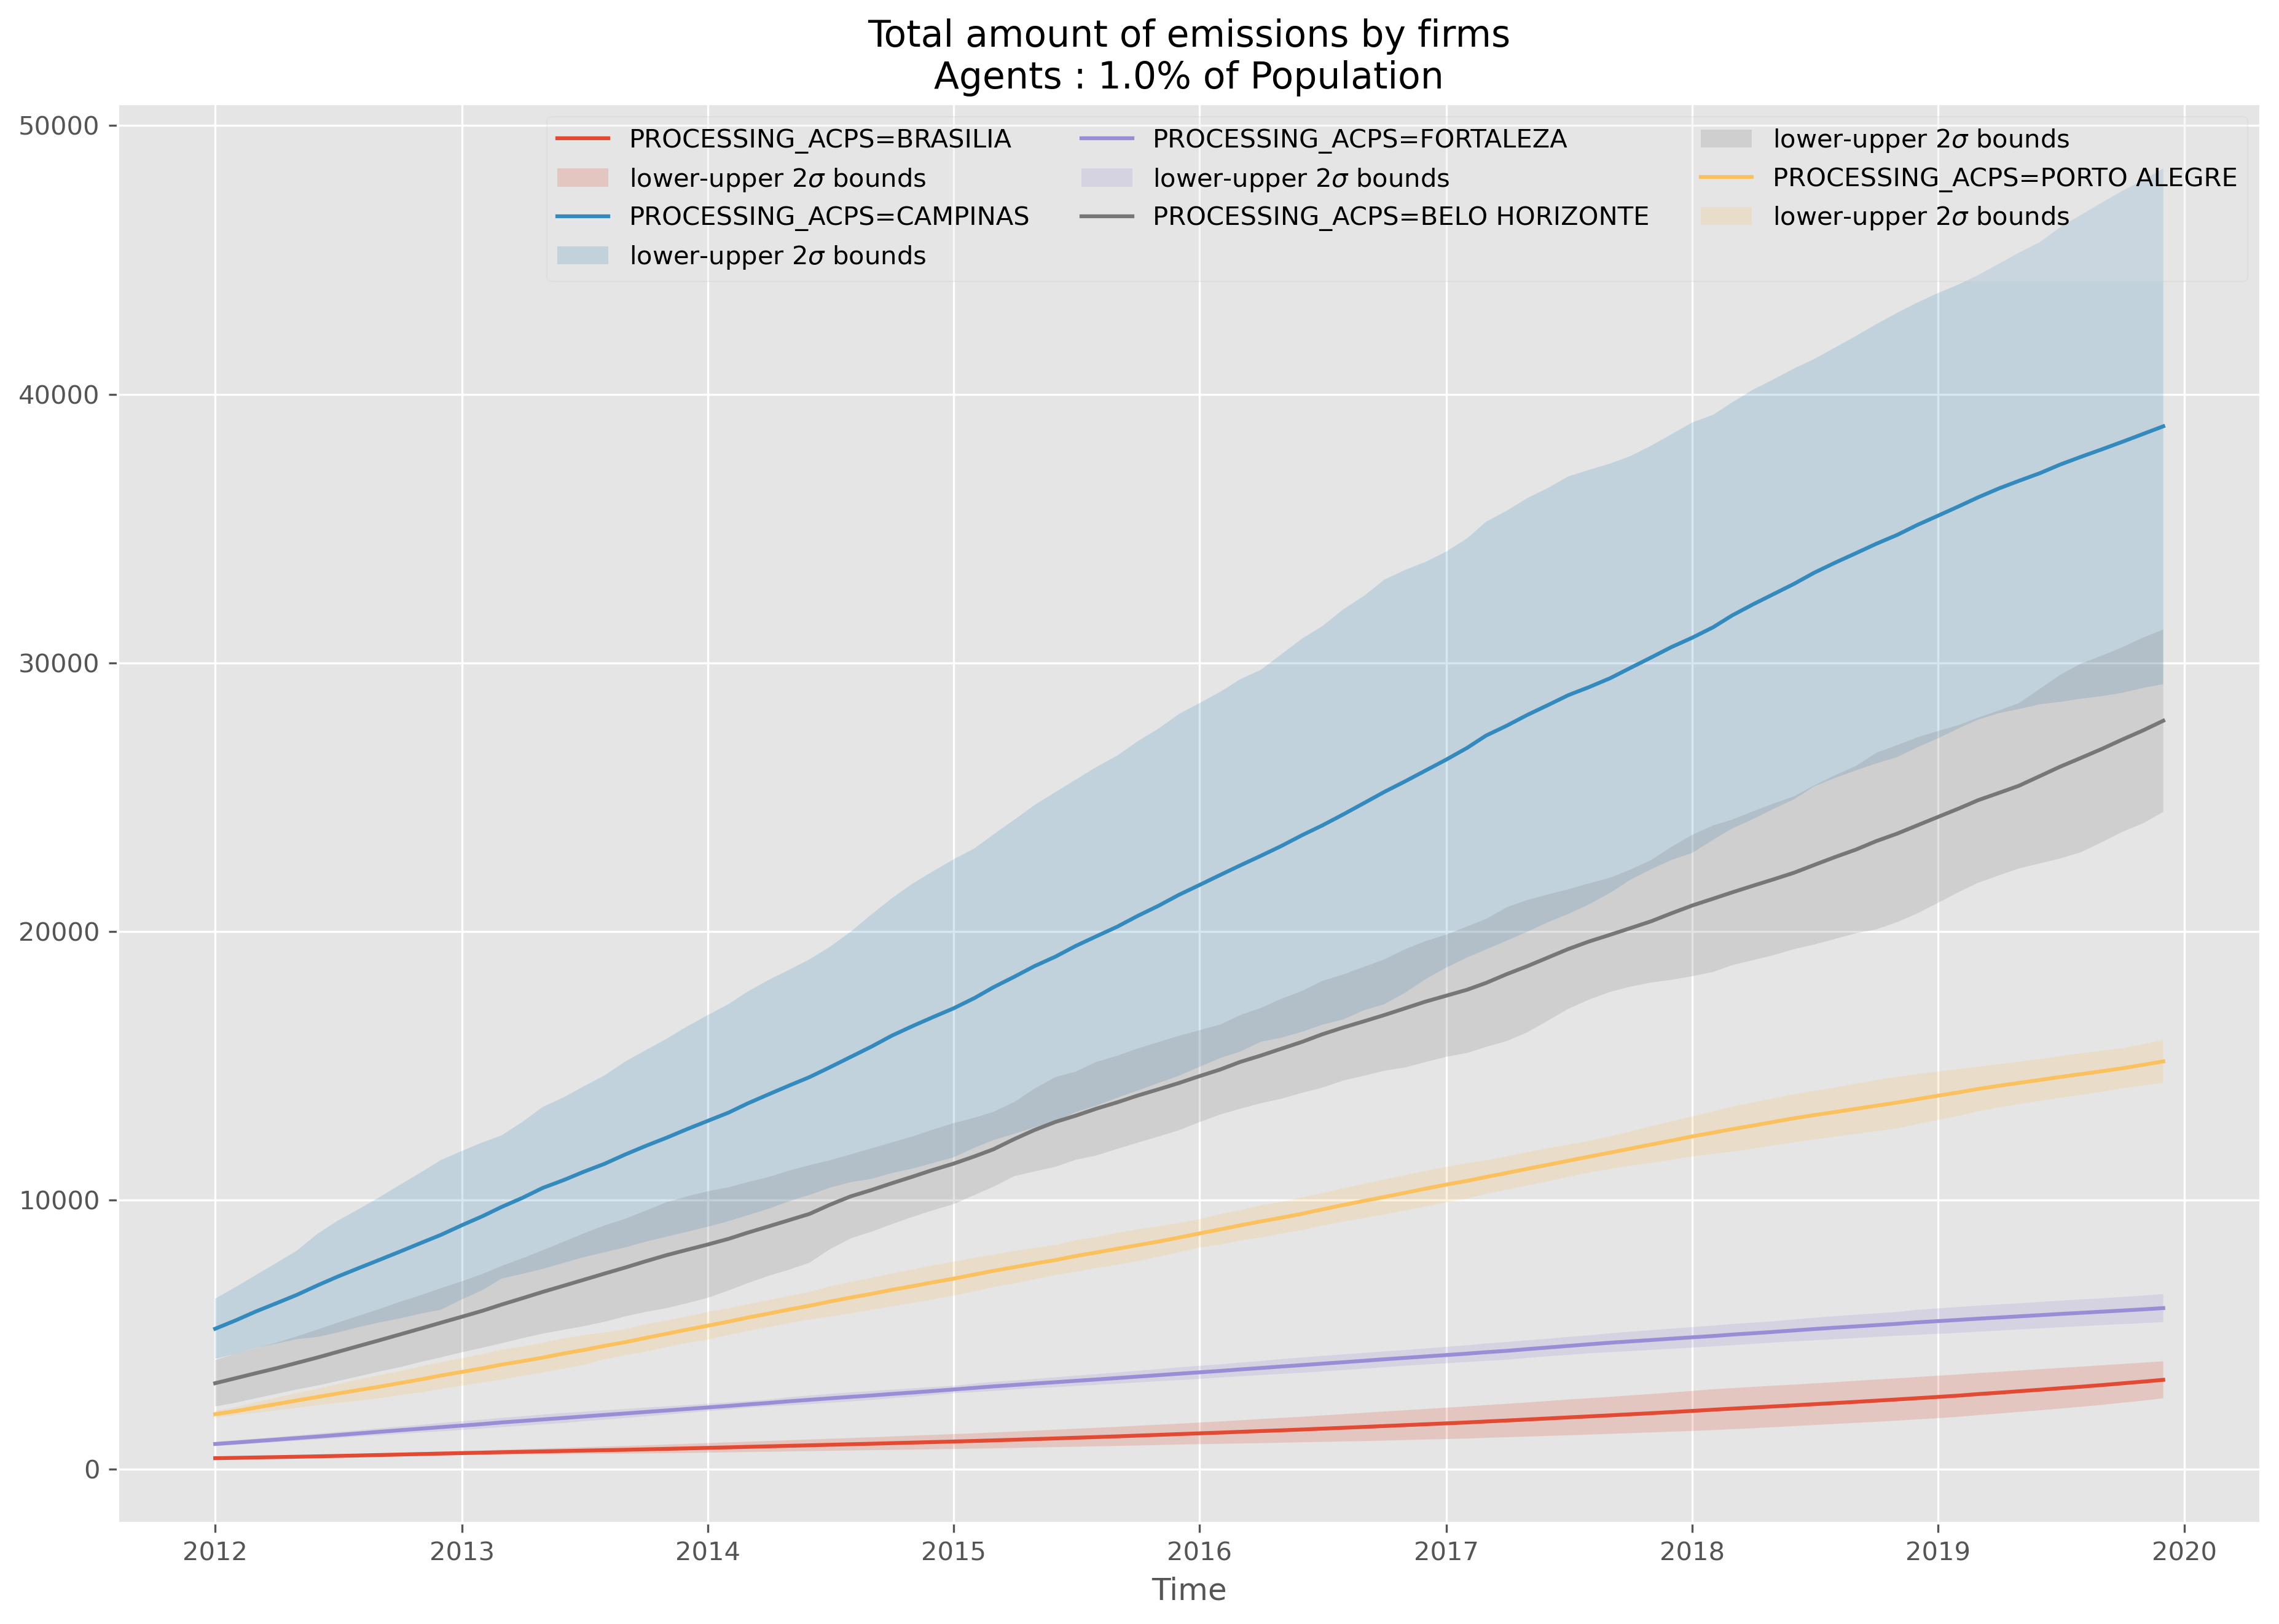 Total amount of emissions by firms
Agents : 1.0% of Population
50000
40000
30000
20000
10000
0
PROCESSING_ACPS=BRASILIA
lower-upper 2σ bounds
PROCESSING_ACPS=CAMPINAS
lower-upper 2σ bounds
PROCESSING_ACPS=FORTALEZA
lower-upper 2σ bounds
PROCESSING_ACPS=BELO HORIZONTE
lower-upper 2σ bounds
PROCESSING_ACPS=PORTO ALEGRE
lower-upper 2σ bounds
2012 2013 2014 2015 2016 2017 2018 2019 2020
Time